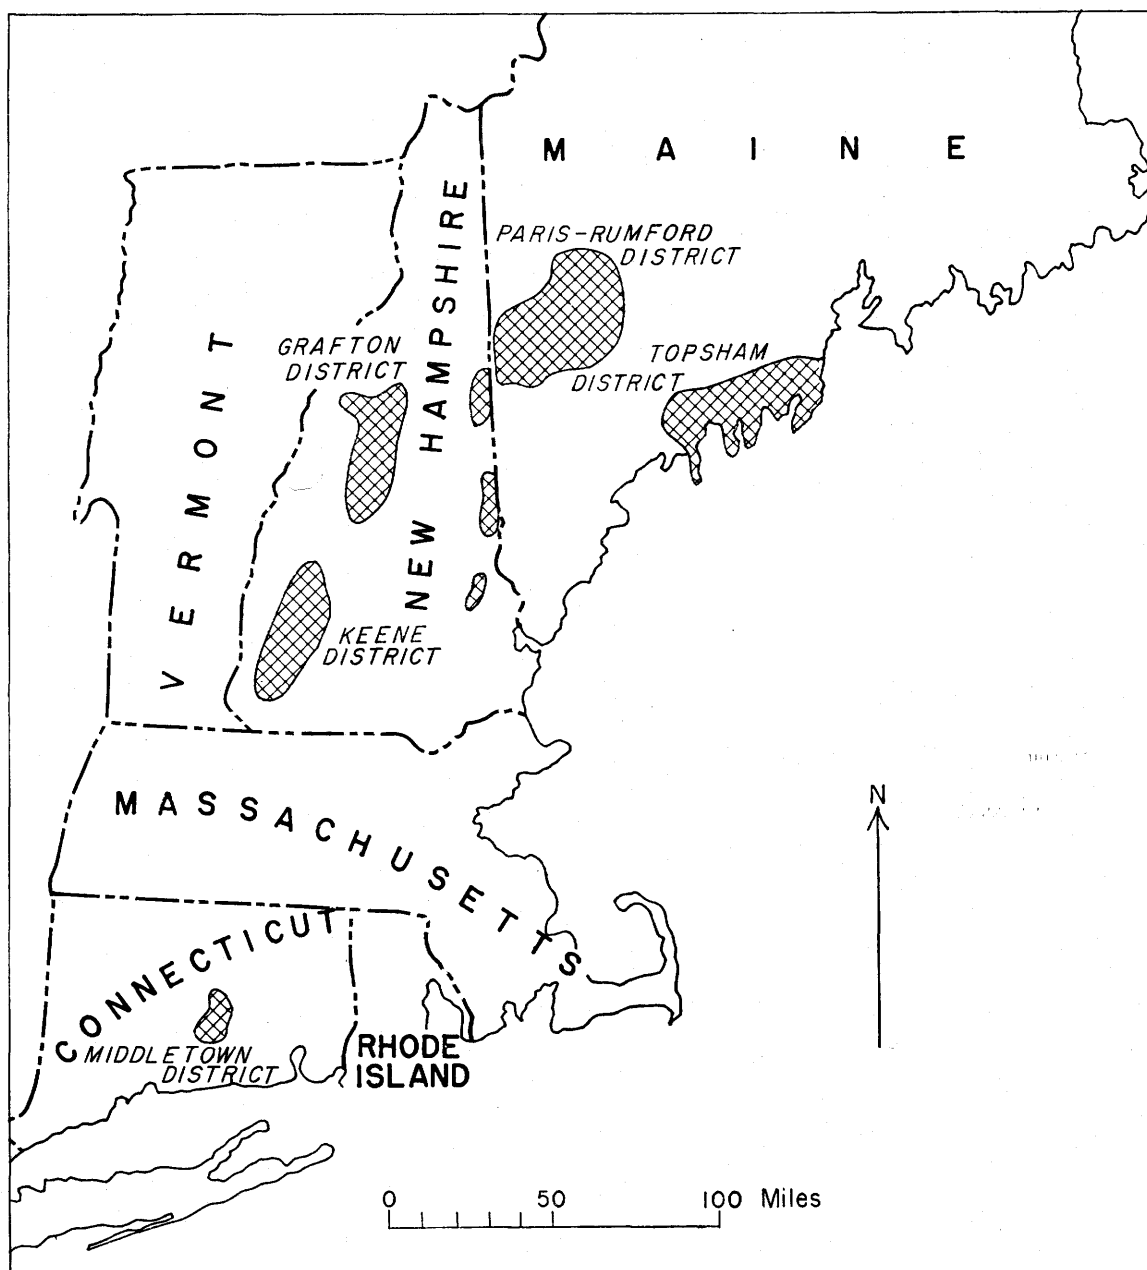 MAINE
PARIS-RUMFORD
DISTRICT
NEW HAMPSHIRE
GRAFTON
DISTRICT
TOPSHAM
DISTRICT
VERMONT
KEENE
DISTRICT
MASSACHUSETTS
N
CONNECTICUT
MIDDLETOWN
DISTRICT
RHODE
ISLAND
0 50 100 Miles